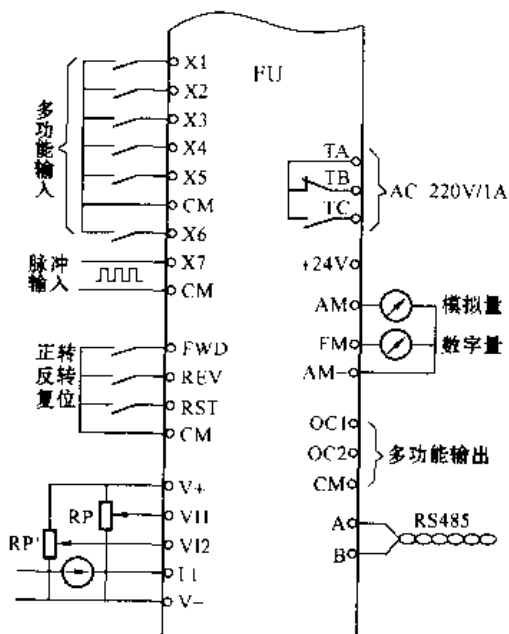 FU
多功能输入
X1
X2
X3
X4
X5
CM
X6
脉冲
输入
X7
CM
正转
反转
复位
FWD
REV
RST
CM
RP
RP'
V+
VI1
VI2
I1
V−
TA
TB
TC
AC 220V/1A
+24V
AM
模拟量
FM
数字量
AM−
OC1
OC2
CM
多功能输出
A
B
RS485